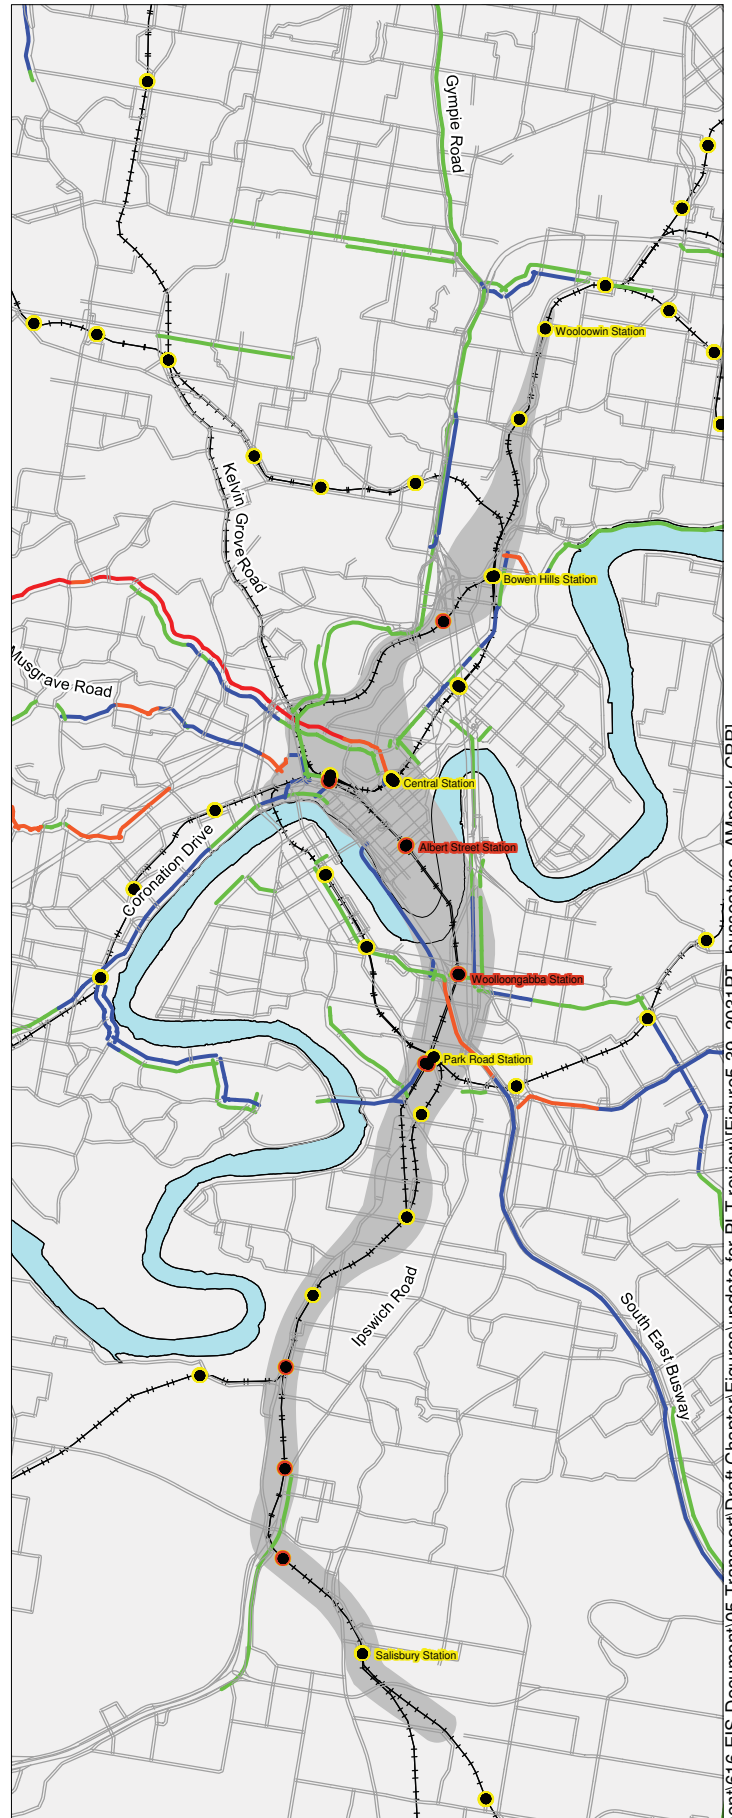 Gympie Road
Wooloowin Station
Kelvin Grove Road
Bowen Hills Station
Musgrave Road
Central Station
Coronation Drive
Albert Street Station
Woolloongabba Station
Park Road Station
Ipswich Road
South East Busway
Salisbury Station